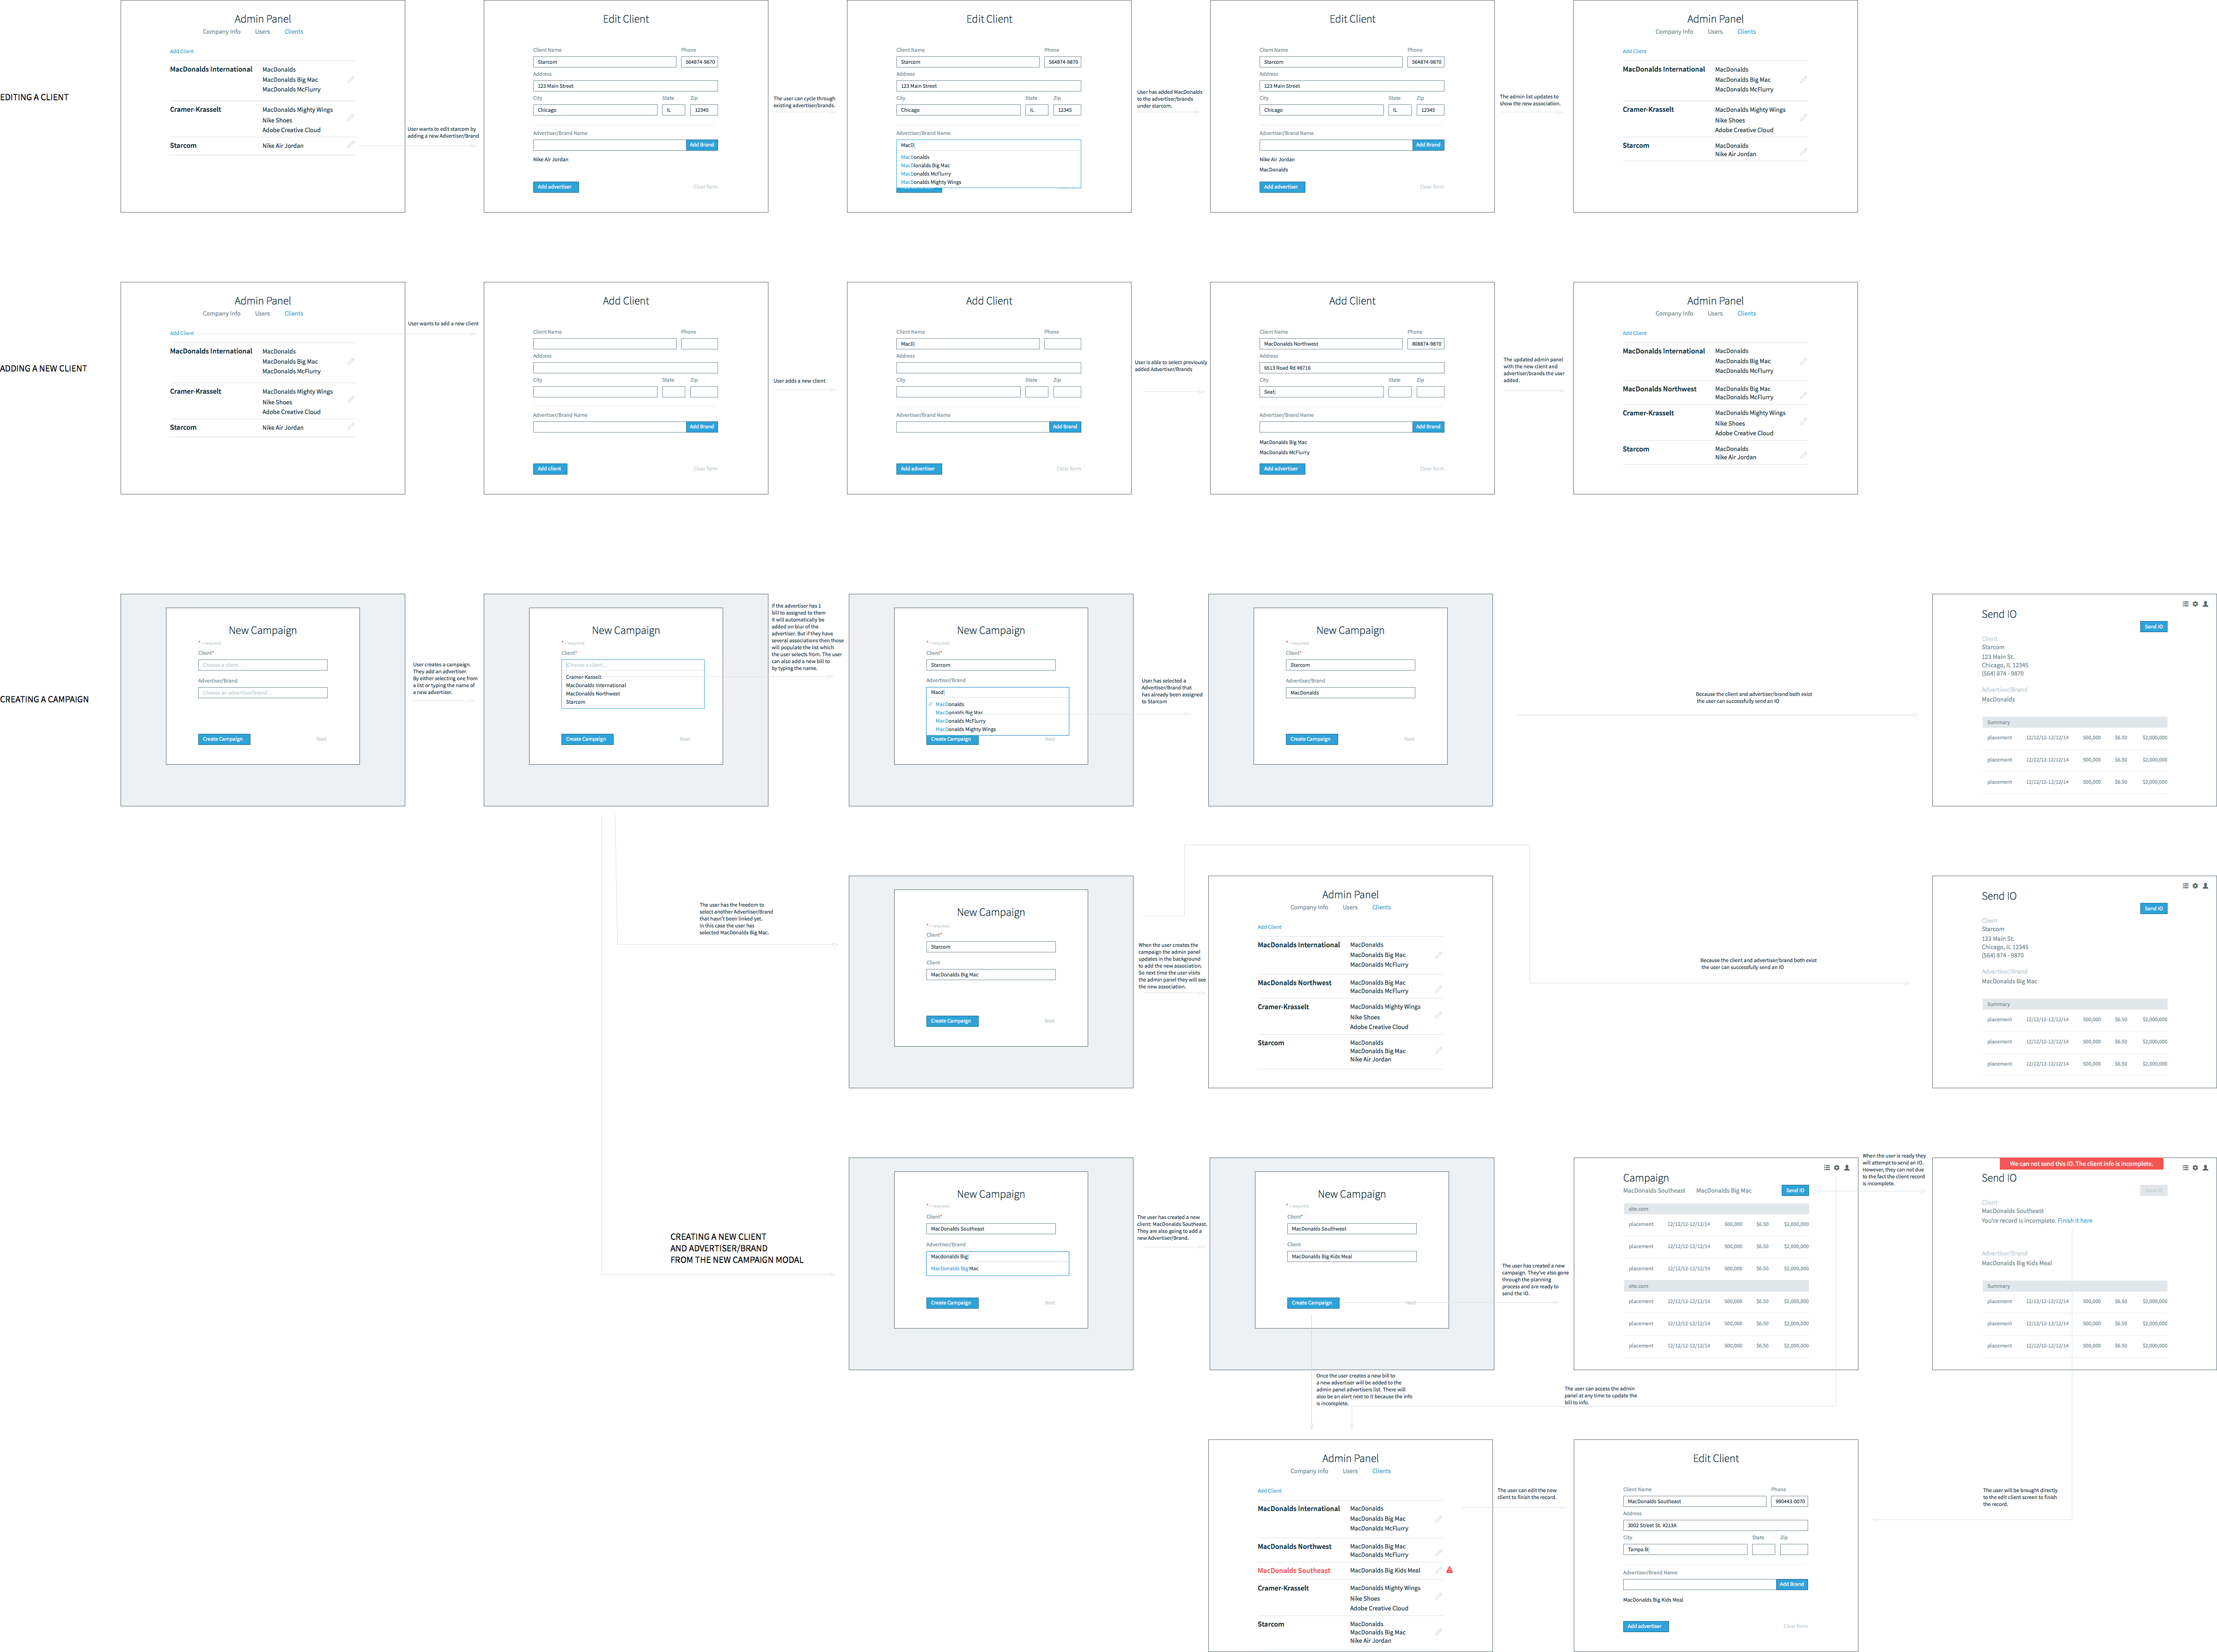 EDITING A CLIENT
Admin Panel
Company Info Users Clients
Add Client
MacDonalds International MacDonalds
MacDonalds Big Mac
MacDonalds McFlurry
Cramer-Krasselt MacDonalds Mighty Wings
Nike Shoes
Adobe Creative Cloud
Starcom Nike Air Jordan
User wants to edit starcom by
adding a new Advertiser/Brand
Edit Client
Client Name Phone
Starcom 564874-9870
Address
123 Main Street
City State Zip
Chicago IL 12345
Advertiser/Brand Name
Add Brand
Nike Air Jordan
Add advertiser Clear form
The user can cycle through
existing advertiser/brands.
Edit Client
Client Name Phone
Starcom 564874-9870
Address
123 Main Street
City State Zip
Chicago IL 12345
Advertiser/Brand Name
MacD
MacDonalds
MacDlonalds Big Mac
MacDonalds McFlurry
MacDonalds Mighty Wings
Clear form
User has added MacDonalds
to the advertiser/brands
under starcom.
Edit Client
Client Name Phone
Starcom 564874-9870
Address
123 Main Street
City State Zip
Chicago IL 12345
Advertiser/Brand Name
Add Brand
Nike Air Jordan
MacDonalds
Add advertiser Clear form
The admin list updates to
show the new association.
Admin Panel
Company Info Users Clients
Add Client
MacDonalds International MacDonalds
MacDonalds Big Mac
MacDonalds McFlurry
Cramer-Krasselt MacDonalds Mighty Wings
Nike Shoes
Adobe Creative Cloud
Starcom MacDonalds
Nike Air Jordan
ADDING A NEW CLIENT
Admin Panel
Company Info Users Clients
Add Client
MacDonalds International MacDonalds
MacDonalds Big Mac
MacDonalds McFlurry
Cramer-Krasselt MacDonalds Mighty Wings
Nike Shoes
Adobe Creative Cloud
Starcom Nike Air Jordan
User wants to add a new client
Add Client
Client Name Phone
Address
City State Zip
Advertiser/Brand Name
Add Brand
Add client Clear form
User adds a new client
Add Client
Client Name Phone
MacD
Address
City State Zip
Advertiser/Brand Name
Add Brand
Add advertiser Clear form
User is able to select previously
added Advertiser/Brands
Add Client
Client Name Phone
MacDonalds Northwest 808874-9870
Address
6513 Road Rd #8716
City State Zip
Seat
Advertiser/Brand Name
Add Brand
MacDonalds Big Mac
MacDonalds McFlurry
Add advertiser Clear form
The updated admin panel
with the new client and
advertiser/brands the user
added.
Admin Panel
Company Info Users Clients
Add Client
MacDonalds International MacDonalds
MacDonalds Big Mac
MacDonalds McFlurry
MacDonalds Northwest MacDonalds Big Mac
MacDonalds McFlurry
Cramer-Krasselt MacDonalds Mighty Wings
Nike Shoes
Adobe Creative Cloud
Starcom MacDonalds
Nike Air Jordan
CREATING A CAMPAIGN
New Campaign
* = required
Client*
Choose a client...
Advertiser/Brand
Choose an advertiser/brand...
Create Campaign Next
User creates a campaign.
They add an advertiser.
By either selecting one from
a list or typing the name of
a new advertiser.
New Campaign
* = required
Client*
Choose a client...
Cramer-Kasselt
MacDonalds International
MacDonalds Northwest
Starcom
Create Campaign Next
If the advertiser has 1
bill to assigned to them
it will automatically be
added on blur of the
advertiser. But if they have
several associations then those
will populate the list which
the user selects from. The user
can also add a new bill to
by typing the name.
New Campaign
* = required
Client*
Starcom
Advertiser/Brand
Macd
MacDonalds
MacDonalds Big Mac
MacDonalds McFlurry
MacDonalds Mighty Wings
Create Campaign Next
User has selected a
Advertiser/Brand that
has already been assigned
to Starcom
New Campaign
* = required
Client*
Starcom
Advertiser/Brand
MacDonalds
Create Campaign Next
Because the client and advertiser/brand both exist
the user can successfully send an IO
Send IO
Send IO
Client
Starcom
123 Main St.
Chicago, IL 12345
(564) 874 - 9870
Advertiser/Brand
MacDonalds
Summary
placement 12/12/12-12/12/14 500,000 $6.50 $2,000,000
placement 12/12/12-12/12/14 500,000 $6.50 $2,000,000
placement 12/12/12-12/12/14 500,000 $6.50 $2,000,000
The user has the freedom to
select another Advertiser/Brand
that hasn't been linked yet.
In this case the user has
selected MacDonalds Big Mac.
New Campaign
* = required
Client*
Starcom
Client
MacDonalds Big Mac
Create Campaign Next
When the user creates the
campaign the admin panel
updates in the background
to add the new association.
So next time the user visits
the admin panel they will see
the new association.
Admin Panel
Company Info Users Clients
Add Client
MacDonalds International MacDonalds
MacDonalds Big Mac
MacDonalds McFlurry
MacDonalds Northwest MacDonalds Big Mac
MacDonalds McFlurry
Cramer-Krasselt MacDonalds Mighty Wings
Nike Shoes
Adobe Creative Cloud
Starcom MacDonalds
MacDonalds Big Mac
Nike Air Jordan
Because the client and advertiser/brand both exist
the user can successfully send an IO
Send IO
Send IO
Client
Starcom
123 Main St.
Chicago, IL 12345
(564) 874 - 9870
Advertiser/Brand
MacDonalds Big Mac
Summary
placement 12/12/12-12/12/14 500,000 $6.50 $2,000,000
placement 12/12/12-12/12/14 500,000 $6.50 $2,000,000
placement 12/12/12-12/12/14 500,000 $6.50 $2,000,000
CREATING A NEW CLIENT
AND ADVERTISER/BRAND
FROM THE NEW CAMPAIGN MODAL
New Campaign
* = required
Client*
MacDonalds Southeast
Advertiser/Brand
Macdonalds Big
MacDonalds Big Mac
Create Campaign Next
The user has created a new
client: MacDonalds Southeast.
They are also going to add a
new Advertiser/Brand.
New Campaign
* = required
Client*
MacDonalds Southwest
Client
MacDonalds Big Kids Meal
Create Campaign Next
The user has created a new
campaign. They've also gone
through the planning
process and are ready to
send the IO.
Campaign
MacDonalds Southeast MacDonalds Big Mac Send IO
site.com
placement 12/12/12-12/12/14 500,000 $6.50 $2,000,000
placement 12/12/12-12/12/14 500,000 $6.50 $2,000,000
placement 12/12/12-12/12/14 500,000 $6.50 $2,000,000
site.com
placement 12/12/12-12/12/14 500,000 $6.50 $2,000,000
placement 12/12/12-12/12/14 500,000 $6.50 $2,000,000
placement 12/12/12-12/12/14 500,000 $6.50 $2,000,000
When the user is ready they
will attempt to send an IO.
However, they can not due
to the fact the client record
is incomplete.
We can not send this IO. The client info is incomplete.
Send IO
Send IO
Client
MacDonalds Southeast
You're record is incomplete. Finish it here
Advertiser/Brand
MacDonalds Big Kids Meal
Summary
placement 12/12/12-12/12/14 500,000 $6.50 $2,000,000
placement 12/12/12-12/12/14 500,000 $6.50 $2,000,000
placement 12/12/12-12/12/14 500,000 $6.50 $2,000,000
Once the user creates a new bill to
a new advertiser will be added to the
admin panel advertisers list. There will
also be an alert next to it because the info
is incomplete.
The user can access the admin
panel at any time to update the
bill to info.
Admin Panel
Company Info Users Clients
Add Client
MacDonalds International MacDonalds
MacDonalds Big Mac
MacDonalds McFlurry
MacDonalds Northwest MacDonalds Big Mac
MacDonalds McFlurry
MacDonalds Southeast MacDonalds Big Kids Meal
Cramer-Krasselt MacDonalds Mighty Wings
Nike Shoes
Adobe Creative Cloud
Starcom MacDonalds
MacDonalds Big Mac
Nike Air Jordan
The user can edit the new
client to finish the record.
Edit Client
Client Name Phone
MacDonalds Southeast 990443-0070
Address
3002 Street St. #213A
City State Zip
Tampa B
Advertiser/Brand Name
Add Brand
MacDonalds Big Kids Meal
Add advertiser Clear form
The user will be brought directly
to the edit client screen to finish
the record.